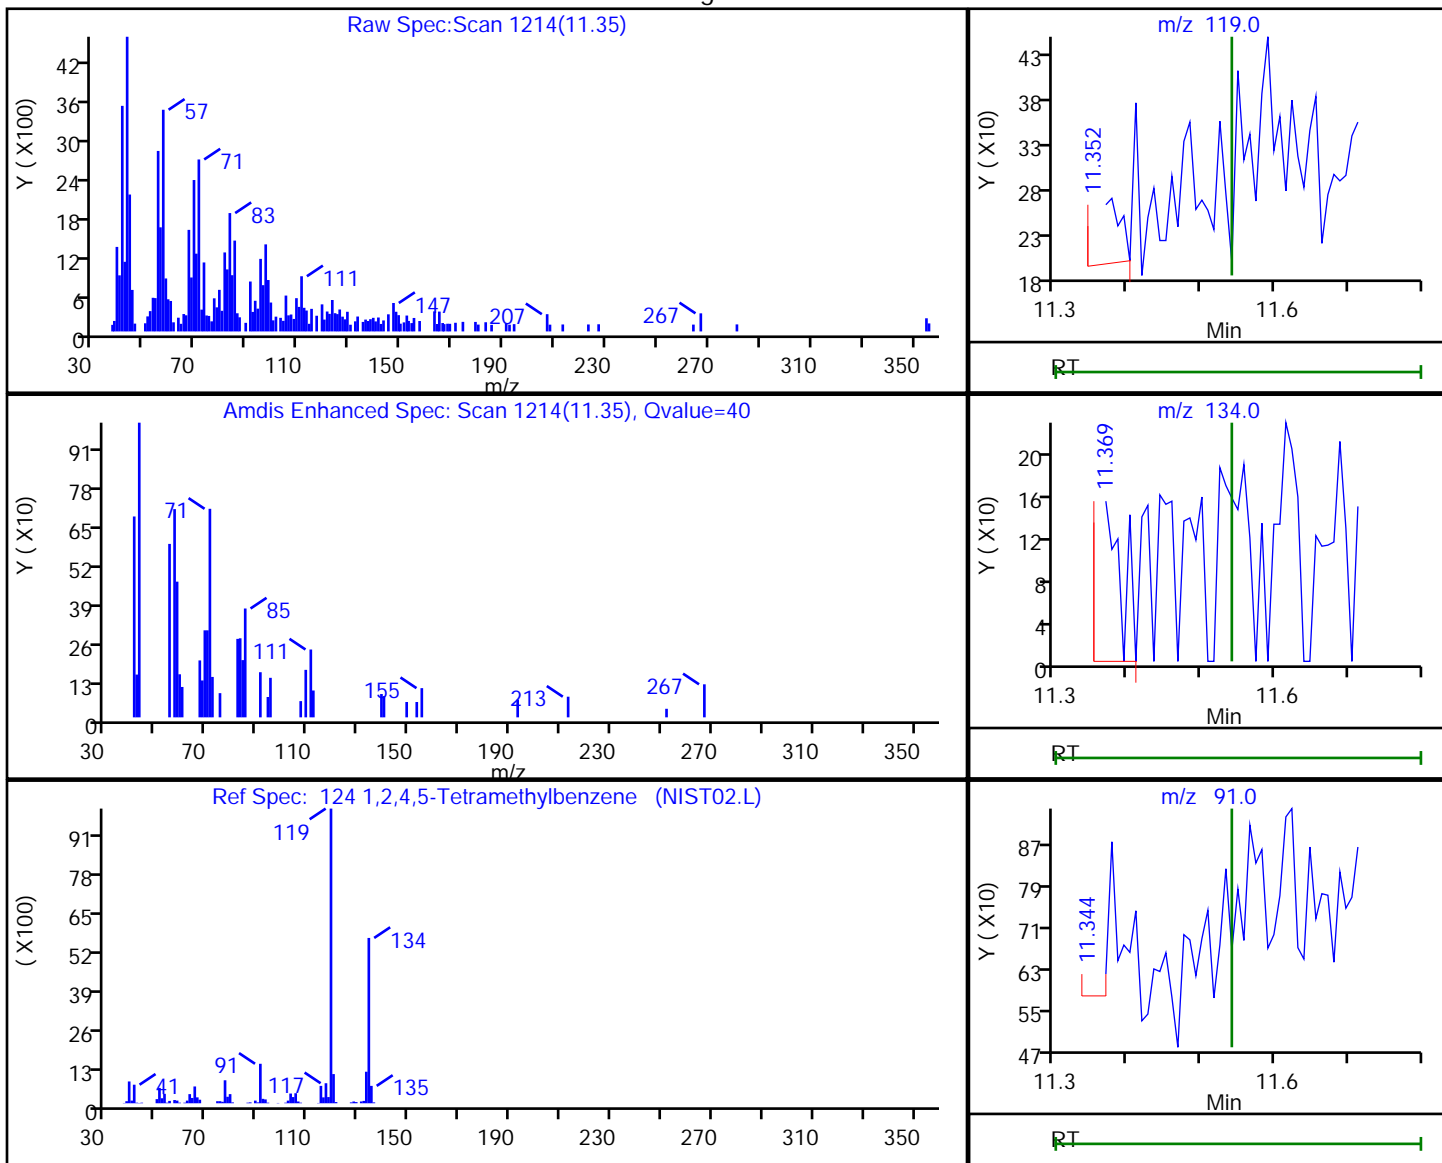 Raw Spec:Scan 1214(11.35)
Y ( X100)
42
36
30
24
18
12
6
0
57
71
83
111
147
207
267
30 70 110 150 190 230 270 310 350
m/z
m/z 119.0
Y ( X10)
43
38
33
28
23
18
11.352
11.3 11.6
Min
RT
Amdis Enhanced Spec: Scan 1214(11.35), Qvalue=40
Y ( X10)
91
78
65
52
39
26
13
0
71
85
111
155
213
267
30 70 110 150 190 230 270 310 350
m/z
m/z 134.0
Y ( X10)
20
16
12
8
4
0
11.369
11.3 11.6
Min
RT
Ref Spec: 124 1,2,4,5-Tetramethylbenzene (NIST02.L)
( X100)
91
78
65
52
39
26
13
0
119
134
91
41
117
135
30 70 110 150 190 230 270 310 350
m/z 91.0
Y ( X10)
87
79
71
63
55
47
11.344
11.3 11.6
Min
RT